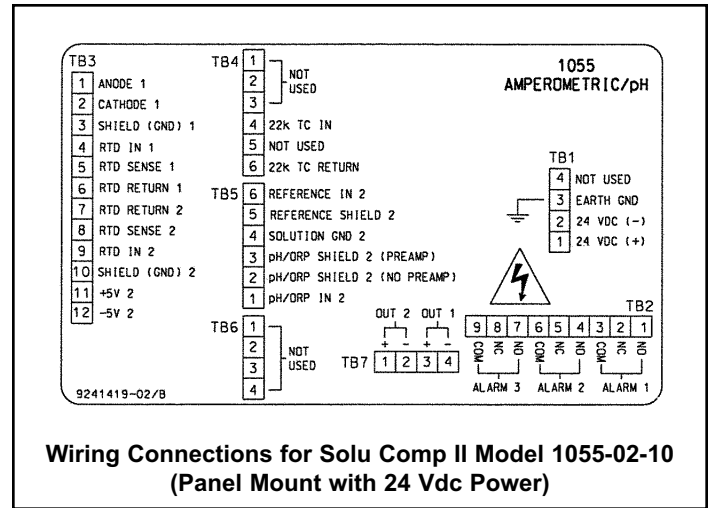 TB3
1 ANODE 1
2 CATHODE 1
3 SHIELD (GND) 1
4 RTD IN 1
5 RTD SENSE 1
6 RTD RETURN 1
7 RTD RETURN 2
8 RTD SENSE 2
9 RTD IN 2
10 SHIELD (GND) 2
11 +5V 2
12 -5V 2
9241419-02/B
TB4
1
2
3
NOT
USED
4 22k TC IN
5 NOT USED
6 22k TC RETURN
TB5
6 REFERENCE IN 2
5 REFERENCE SHIELD 2
4 SOLUTION GND 2
3 pH/ORP SHIELD 2 (PREAMP)
2 pH/ORP SHIELD 2 (NO PREAMP)
1 pH/ORP IN 2
TB6
1
2
3
4
NOT
USED
1055
AMPEROMETRIC/pH
TB1
4 NOT USED
3 EARTH GND
2 24 VDC (-)
1 24 VDC (+)
OUT 2 OUT 1
+ - + -
TB7 1 2 3 4
TB2
9 8 7 6 5 4 3 2 1
COM NC NO COM NC NO COM NC NO
ALARM 3 ALARM 2 ALARM 1
Wiring Connections for Solu Comp II Model 1055-02-10
(Panel Mount with 24 Vdc Power)